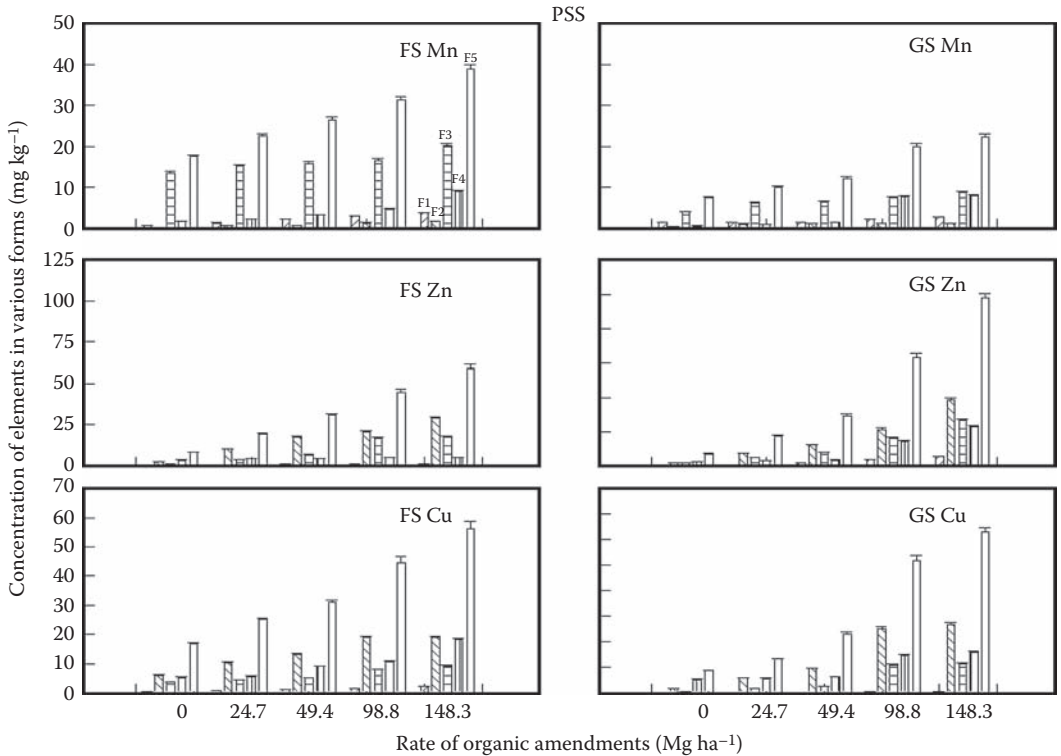 PSS
50
40
30
20
10
0
FS Mn
F1
F2
F3
F4
F5
GS Mn
125
100
75
50
25
0
FS Zn
GS Zn
70
60
50
40
30
20
10
0
FS Cu
GS Cu
Concentration of elements in various forms (mg kg⁻¹)
0 24.7 49.4 98.8 148.3
0 24.7 49.4 98.8 148.3
Rate of organic amendments (Mg ha⁻¹)